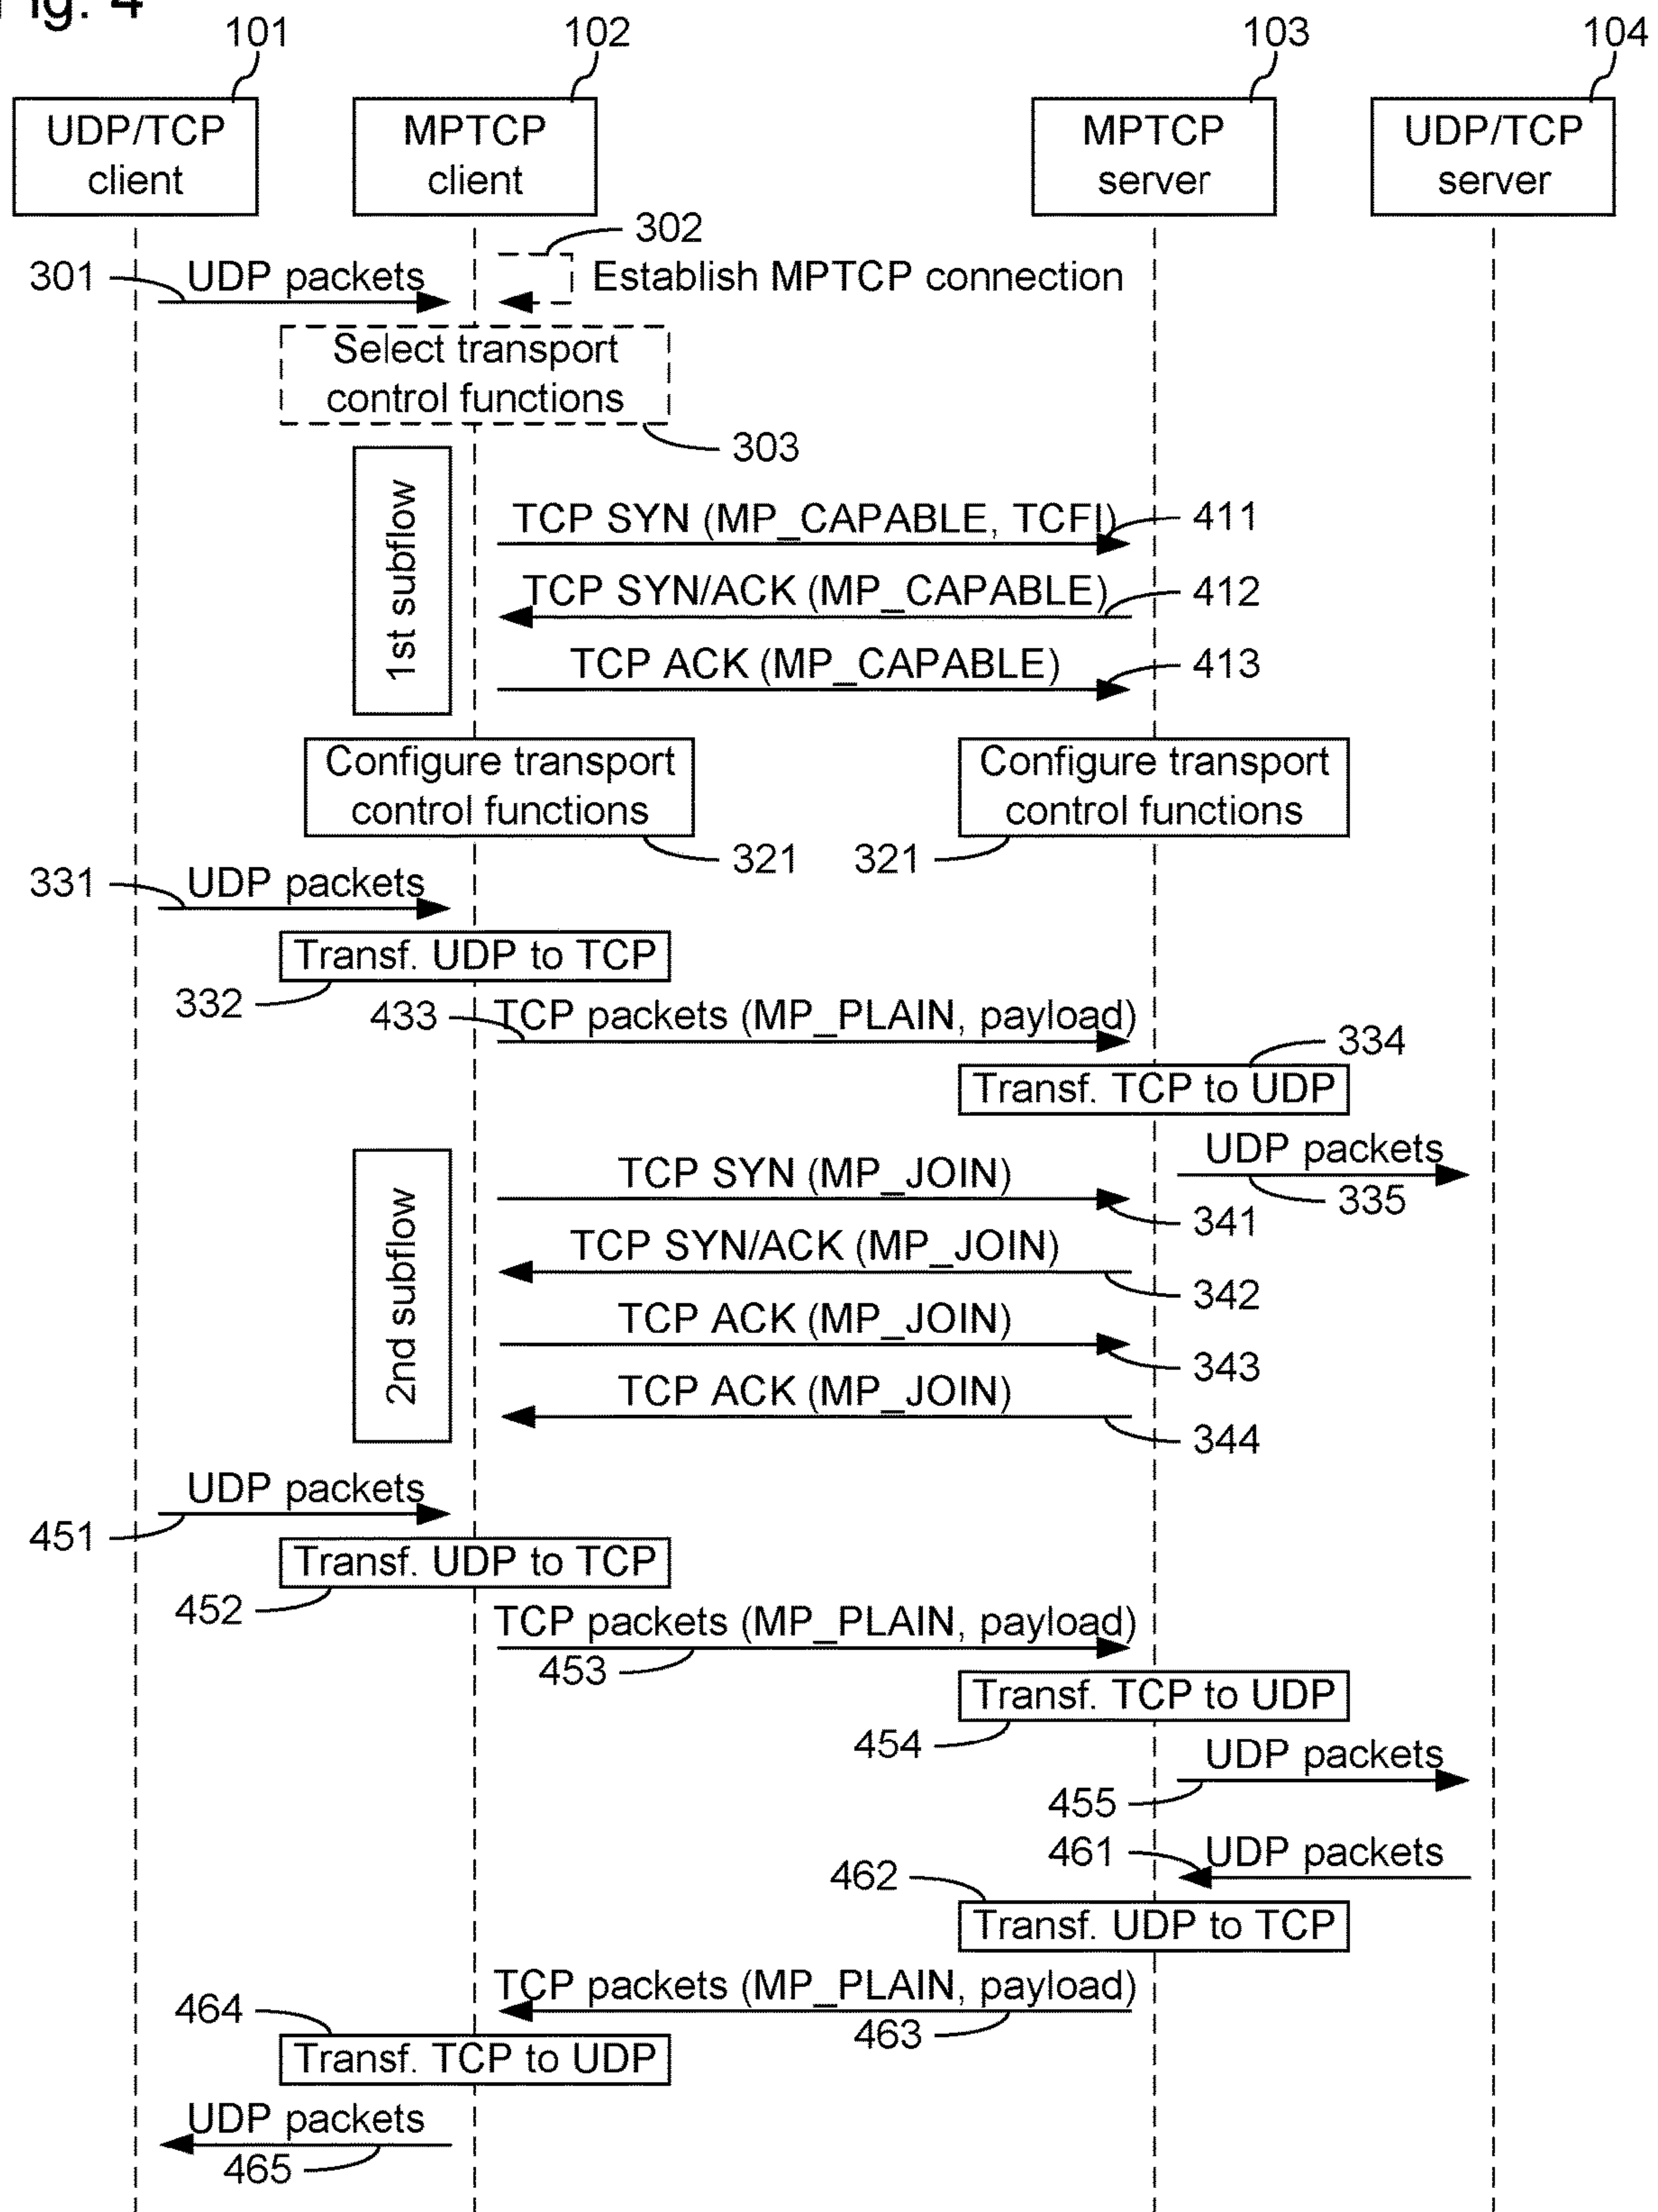 Fig. 4
101 102 103 104
UDP/TCP client
MPTCP client
MPTCP server
UDP/TCP server
302
301 UDP packets
Establish MPTCP connection
Select transport
control functions
303
1st subflow
TCP SYN (MP_CAPABLE, TCFI) 411
TCP SYN/ACK (MP_CAPABLE) 412
TCP ACK (MP_CAPABLE) 413
Configure transport
control functions
321
Configure transport
control functions
321
331 UDP packets
Transf. UDP to TCP
332
433 TCP packets (MP_PLAIN, payload)
334
Transf. TCP to UDP
UDP packets
335
2nd subflow
TCP SYN (MP_JOIN)
341
TCP SYN/ACK (MP_JOIN)
342
TCP ACK (MP_JOIN)
343
TCP ACK (MP_JOIN)
344
UDP packets
451
Transf. UDP to TCP
452
TCP packets (MP_PLAIN, payload)
453
Transf. TCP to UDP
454
UDP packets
455
461 UDP packets
462
Transf. UDP to TCP
TCP packets (MP_PLAIN, payload)
463
464
Transf. TCP to UDP
UDP packets
465